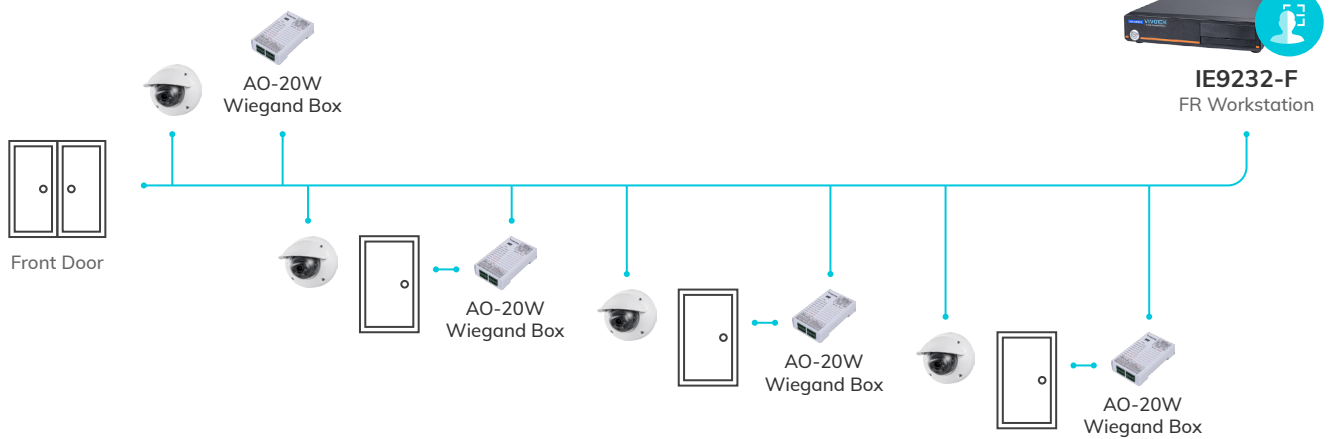 AO-20W
Wiegand Box
VIVOTEK
IE9232-F
FR Workstation
Front Door
AO-20W
Wiegand Box
AO-20W
Wiegand Box
AO-20W
Wiegand Box